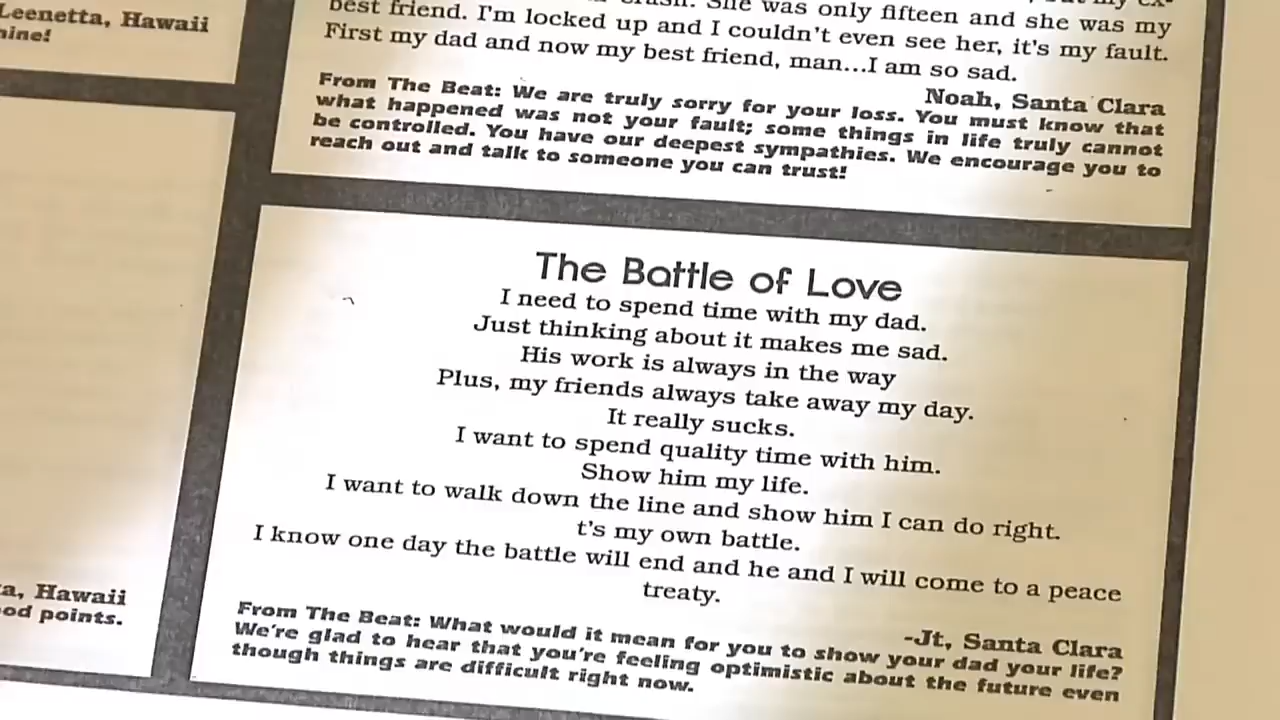 Leenetta, Hawaii
hine!
a, Hawaii
od points.
She was only fifteen and she was my
best friend. I'm locked up and I couldn't even see her, it's my fault.
First my dad and now my best friend, man...I am so sad.
Noah, Santa Clara
From The Beat: We are truly sorry for your loss. You must know that
what happened was not your fault; some things in life truly cannot
be controlled. You have our deepest sympathies. We encourage you to
reach out and talk to someone you can trust!
The Battle of Love
I need to spend time with my dad.
Just thinking about it makes me sad.
His work is always in the way
Plus, my friends always take away my day.
It really sucks.
I want to spend quality time with him.
Show him my life.
I want to walk down the line and show him I can do right.
t's my own battle.
I know one day the battle will end and he and I will come to a peace
treaty.
-Jt, Santa Clara
From The Beat: What would it mean for you to show your dad your life?
We're glad to hear that you're feeling optimistic about the future even
though things are difficult right now.